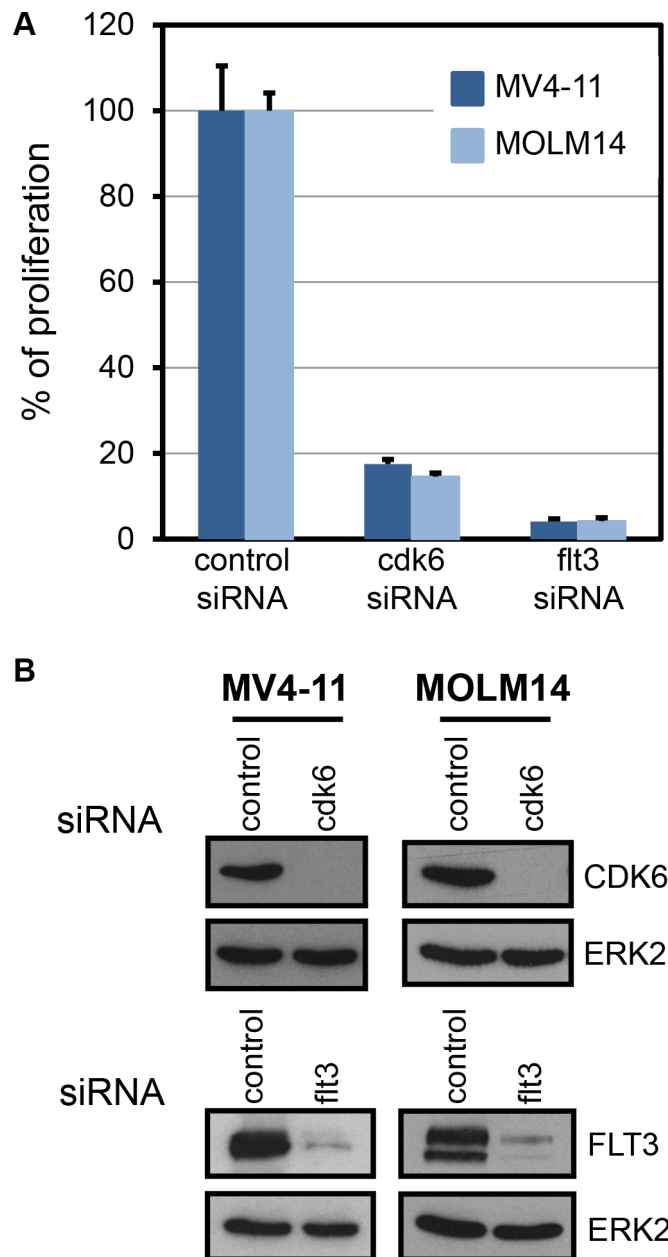 A
120
100
80
60
40
20
0
% of proliferation
MV4-11
MOLM14
control siRNA
cdk6 siRNA
flt3 siRNA
B
MV4-11 MOLM14
siRNA control cdk6 control cdk6
CDK6
ERK2
siRNA control flt3 control flt3
FLT3
ERK2